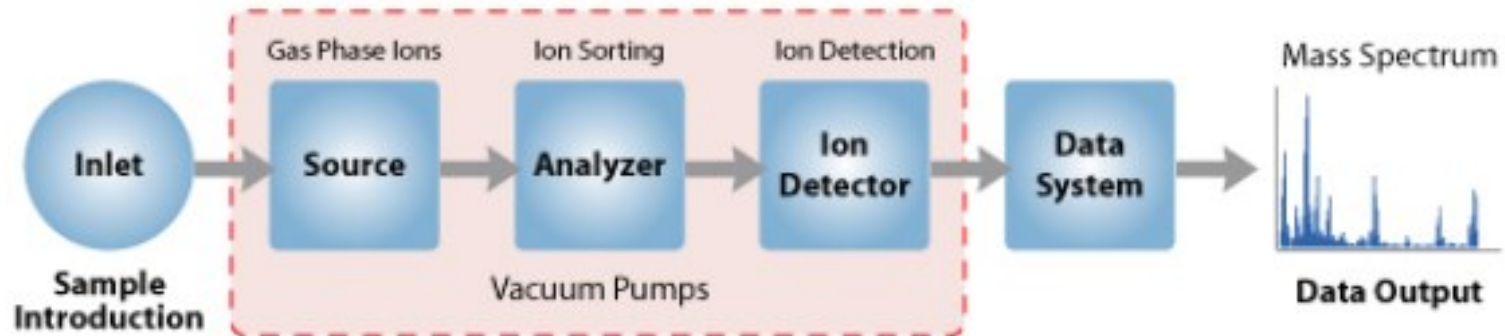 Gas Phase Ions
Ion Sorting
Ion Detection
Mass Spectrum
Inlet
Source
Analyzer
Ion
Detector
Data
System
Sample
Introduction
Vacuum Pumps
Data Output